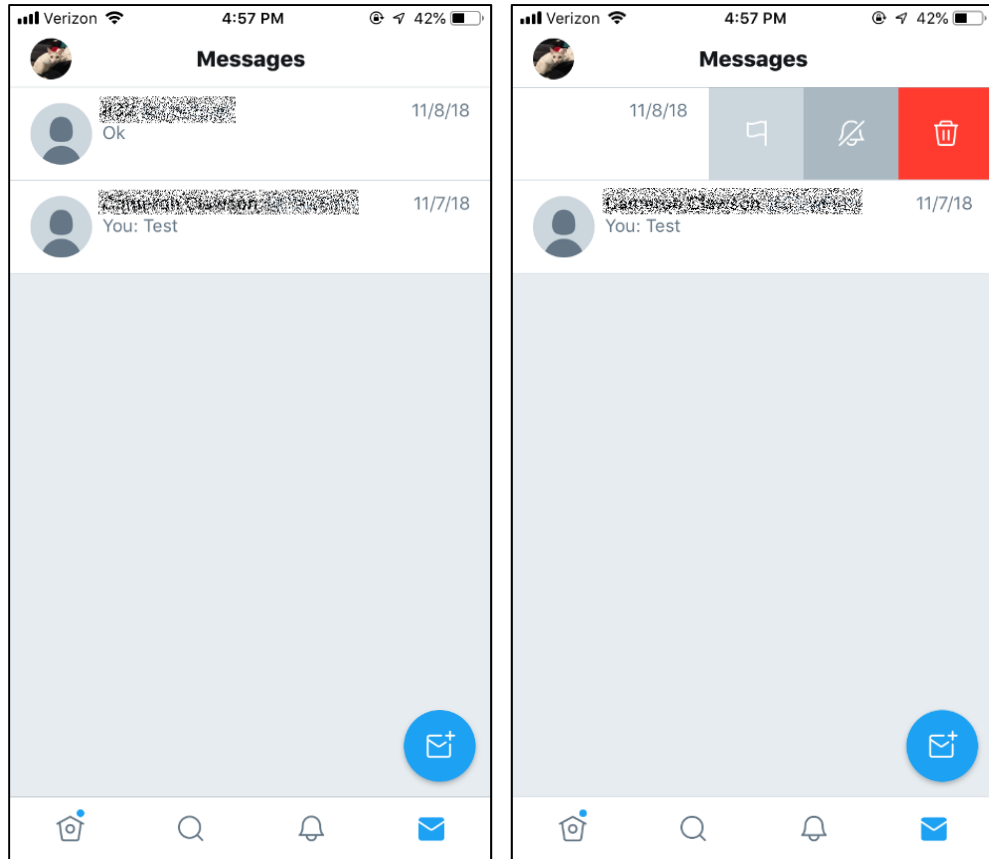 Verizon 4:57 PM 42%
Messages
11/8/18
Ok
11/7/18
You: Test
Verizon 4:57 PM 42%
Messages
11/8/18
11/7/18
You: Test